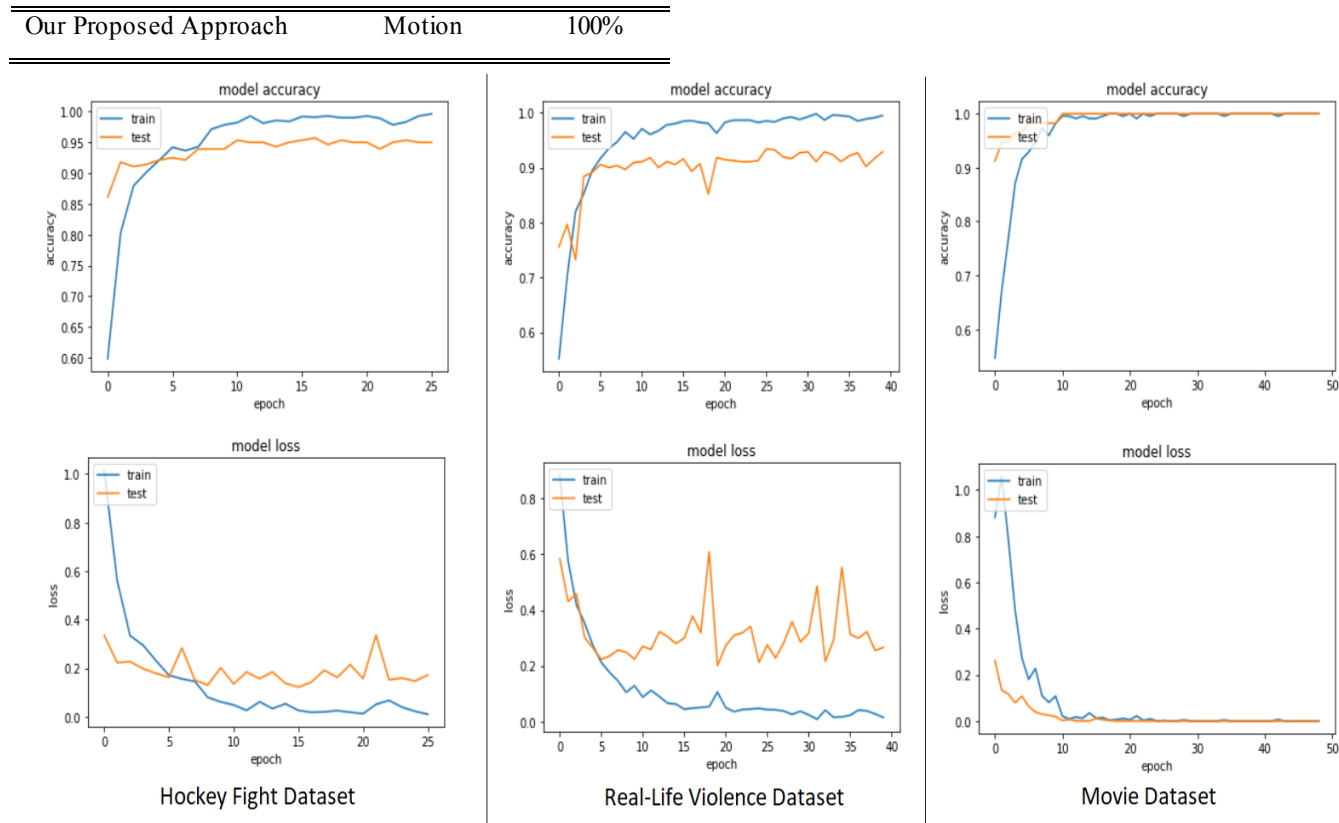 Our Proposed Approach Motion 100%
model accuracy
train
test
1.00
0.95
0.90
0.85
0.80
0.75
0.70
0.65
0.60
accuracy
0 5 10 15 20 25
epoch
model loss
train
test
1.0
0.8
0.6
0.4
0.2
0.0
loss
0 5 10 15 20 25
epoch
Hockey Fight Dataset
model accuracy
train
test
1.0
0.9
0.8
0.7
0.6
accuracy
0 5 10 15 20 25 30 35 40
epoch
model loss
train
test
0.8
0.6
0.4
0.2
0.0
loss
0 5 10 15 20 25 30 35 40
epoch
Real-Life Violence Dataset
model accuracy
train
test
1.0
0.9
0.8
0.7
0.6
accuracy
0 10 20 30 40 50
epoch
model loss
train
test
1.0
0.8
0.6
0.4
0.2
0.0
loss
0 10 20 30 40 50
epoch
Movie Dataset